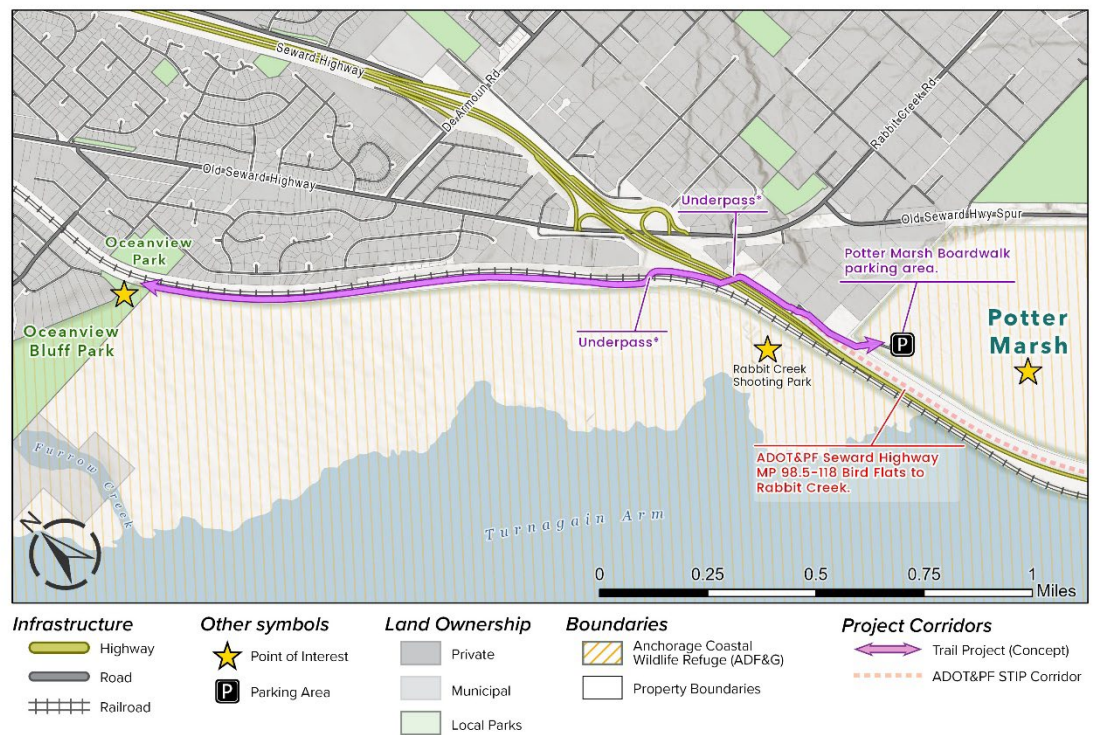 Seward Highway
De Armoun Rd
Rabbit Creek Rd
Old Seward Highway
Underpass*
Old Seward Hwy Spur
Oceanview
Park
Potter Marsh Boardwalk
parking area.
Oceanview
Bluff Park
Underpass*
P
Potter
Marsh
Rabbit Creek
Shooting Park
ADOT&PF Seward Highway
MP 98.5-118 Bird Flats to
Rabbit Creek.
Furrow Creek
Turnagain Arm
N
0 0.25 0.5 0.75 1
Miles
Infrastructure
Highway
Road
Railroad
Other symbols
Point of Interest
P Parking Area
Land Ownership
Private
Municipal
Local Parks
Boundaries
Anchorage Coastal
Wildlife Refuge (ADF&G)
Property Boundaries
Project Corridors
Trail Project (Concept)
ADOT&PF STIP Corridor